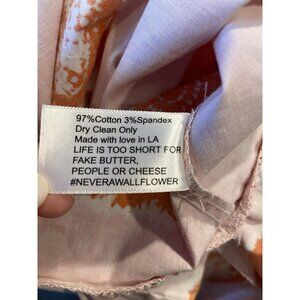 97%Cotton 3%Spandex
Dry Clean Only
Made with love in LA
LIFE IS TOO SHORT FOR
FAKE BUTTER,
PEOPLE OR CHEESE
#NEVERAWALLFLOWER